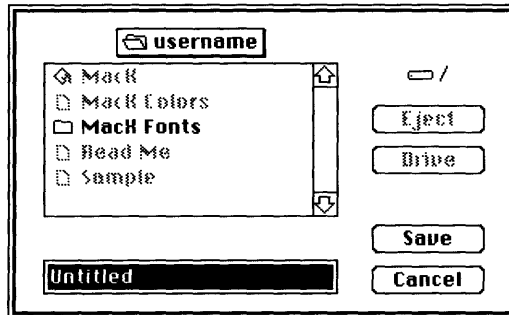 username
MacX
MacX Colors
MacX Fonts
Read Me
Sample
/
Eject
Drive
Save
Untitled
Cancel